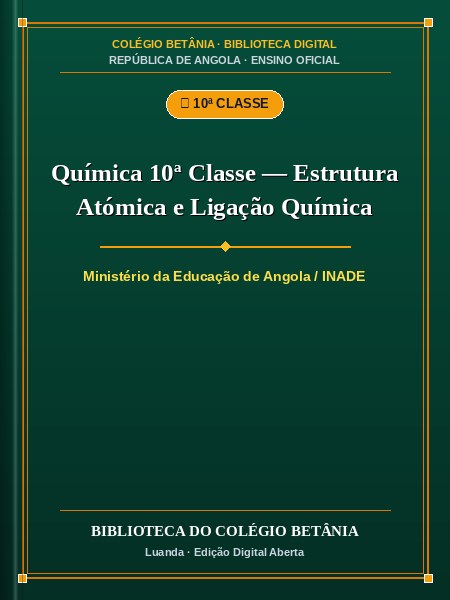 COLÉGIO BETÂNIA · BIBLIOTECA DIGITAL
REPÚBLICA DE ANGOLA · ENSINO OFICIAL
10ª CLASSE
Química 10ª Classe — Estrutura
Atómica e Ligação Química
Ministério da Educação de Angola / INADE
BIBLIOTECA DO COLÉGIO BETÂNIA
Luanda · Edição Digital Aberta